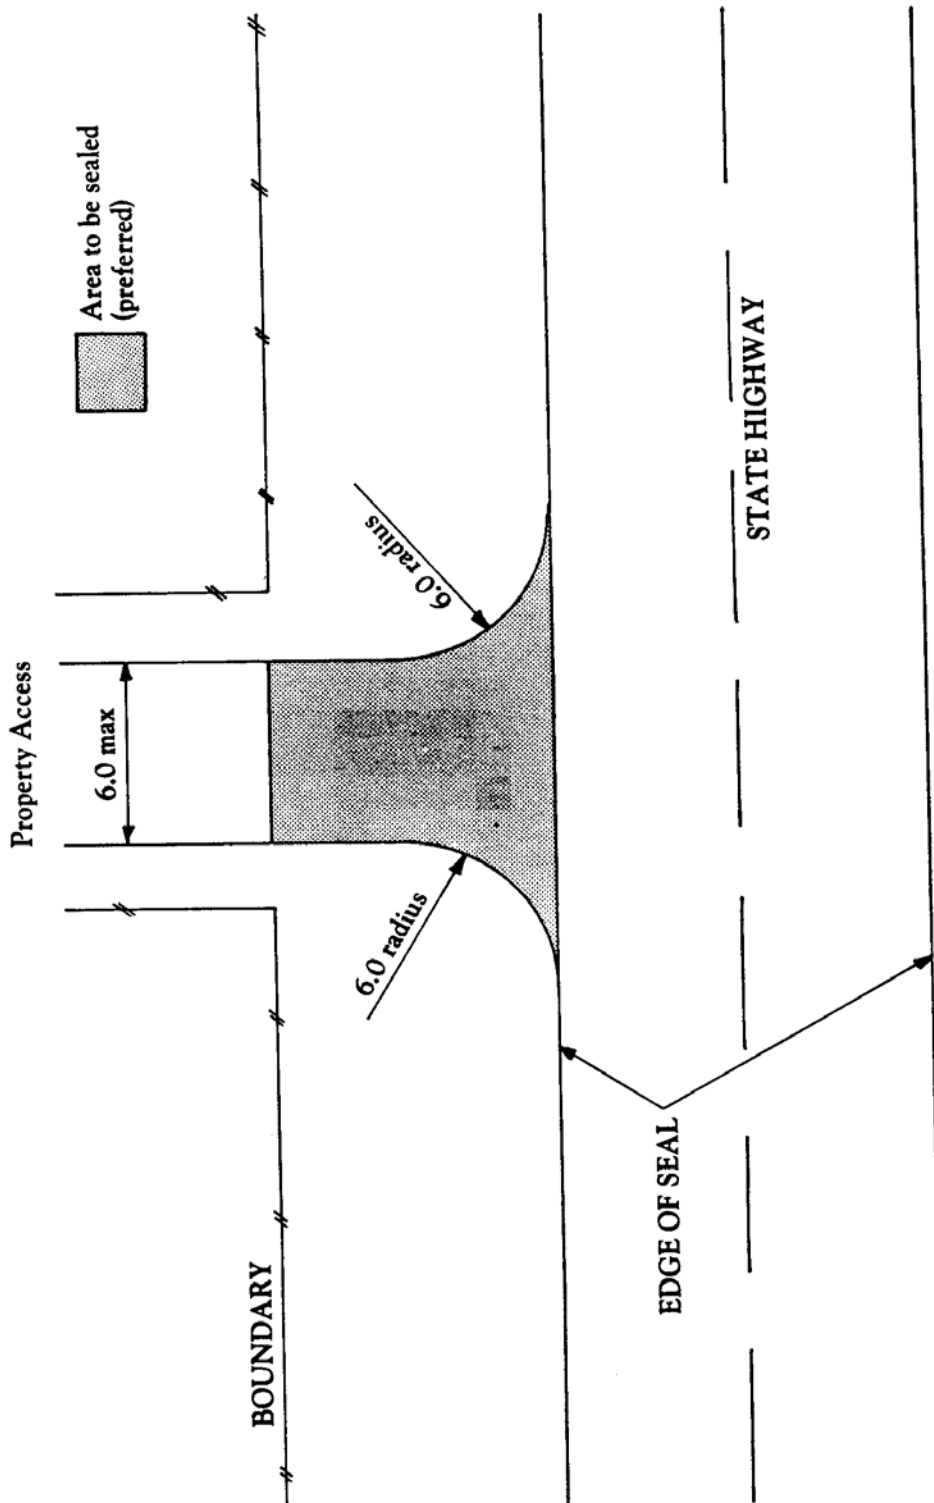 Property Access
6.0 max
Area to be sealed
(preferred)
6.0 radius
6.0 radius
BOUNDARY
EDGE OF SEAL
STATE HIGHWAY